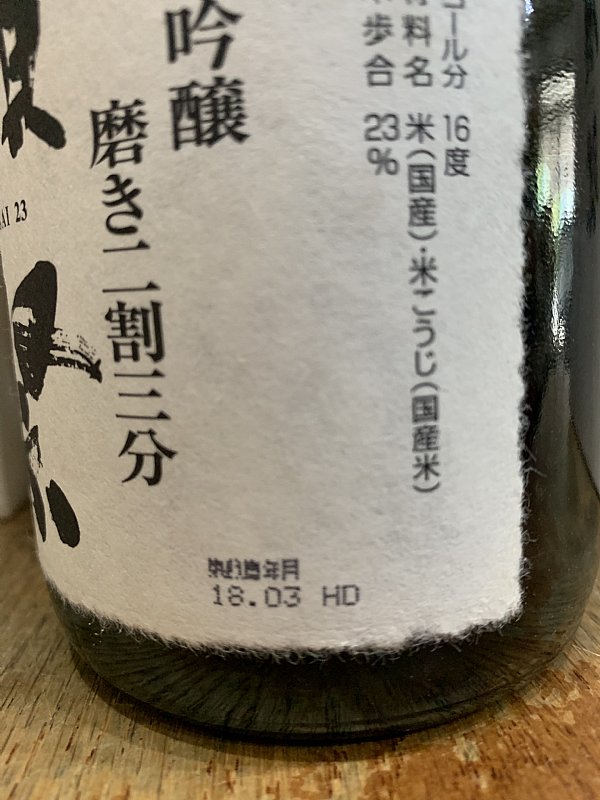 コール分 16度
料名 米(国産)・米こうじ(国産米)
歩合 23%
吟醸
磨き二割三分
AI 23
製造年月
18.03 HD